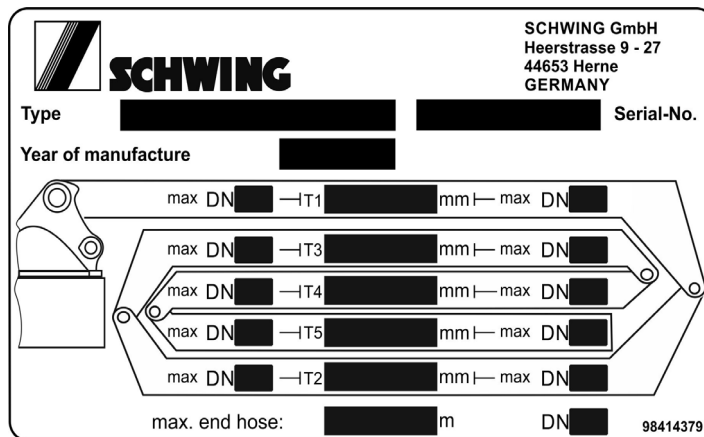 SCHWING
SCHWING GmbH
Heerstrasse 9 - 27
44653 Herne
GERMANY
Type Serial-No.
Year of manufacture
max DN T1 mm max DN
max DN T3 mm max DN
max DN T4 mm max DN
max DN T5 mm max DN
max DN T2 mm max DN
max. end hose: m DN
98414379